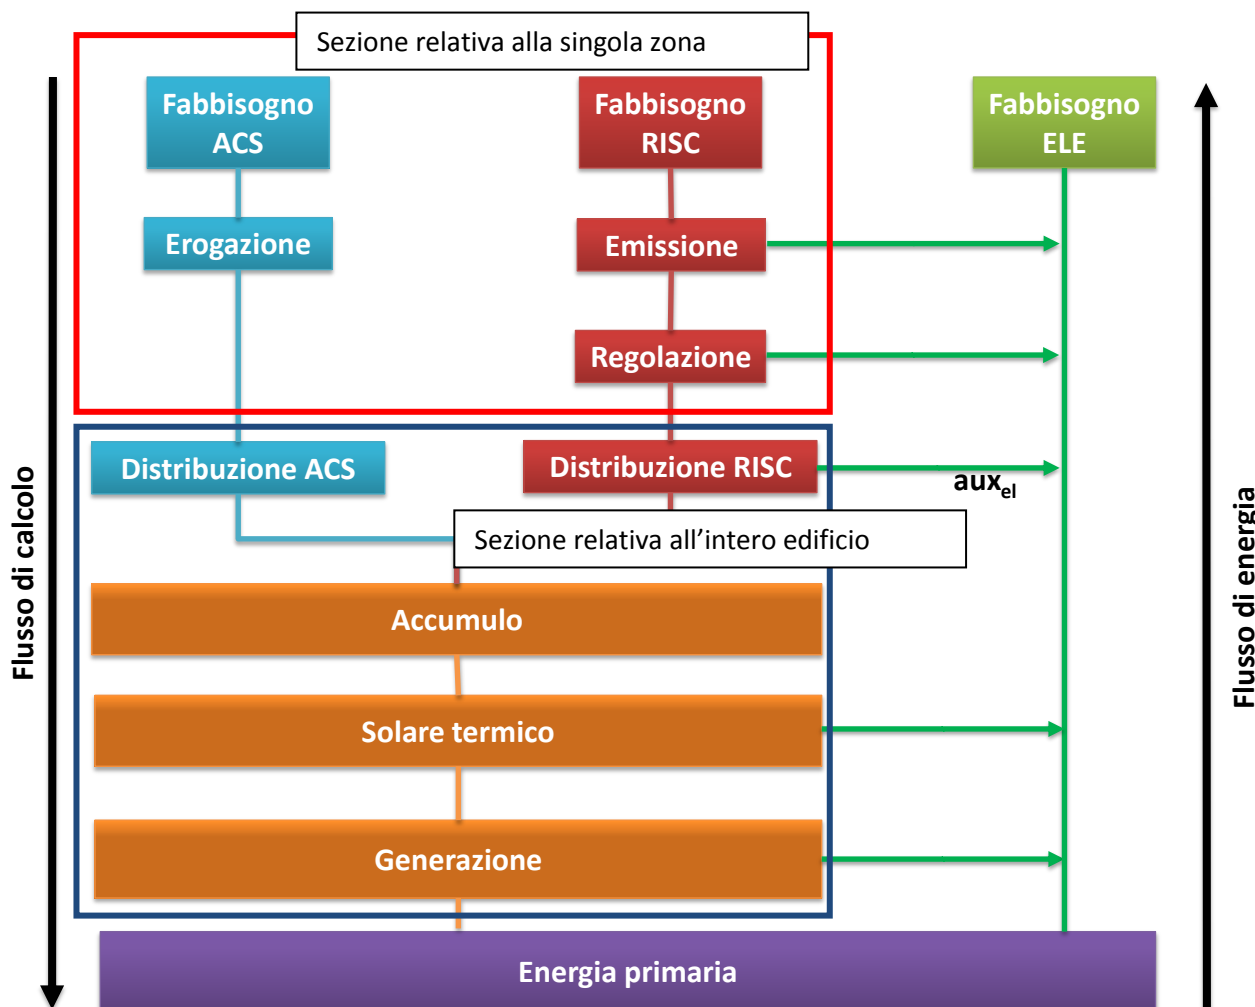 Sezione relativa alla singola zona
Fabbisogno
ACS
Fabbisogno
RISC
Fabbisogno
ELE
Erogazione
Emissione
Regolazione
Flusso di calcolo
Flusso di energia
Distribuzione ACS
Distribuzione RISC
aux_el
Sezione relativa all'intero edificio
Accumulo
Solare termico
Generazione
Energia primaria